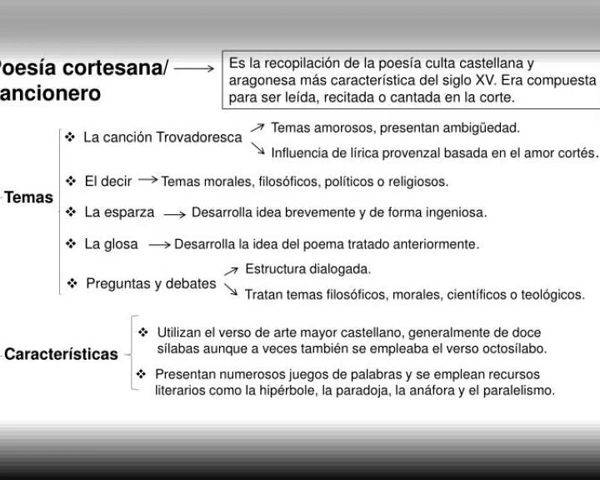 oesía cortesana/
ancionero
Es la recopilación de la poesía culta castellana y
aragonesa más característica del siglo XV. Era compuesta
para ser leída, recitada o cantada en la corte.
Temas
La canción Trovadoresca
Temas amorosos, presentan ambigüedad.
Influencia de lírica provenzal basada en el amor cortés.
El decir
Temas morales, filosóficos, políticos o religiosos.
La esparza
Desarrolla idea brevemente y de forma ingeniosa.
La glosa
Desarrolla la idea del poema tratado anteriormente.
Preguntas y debates
Estructura dialogada.
Tratan temas filosóficos, morales, científicos o teológicos.
Características
Utilizan el verso de arte mayor castellano, generalmente de doce
sílabas aunque a veces también se empleaba el verso octosílabo.
Presentan numerosos juegos de palabras y se emplean recursos
literarios como la hipérbole, la paradoja, la anáfora y el paralelismo.